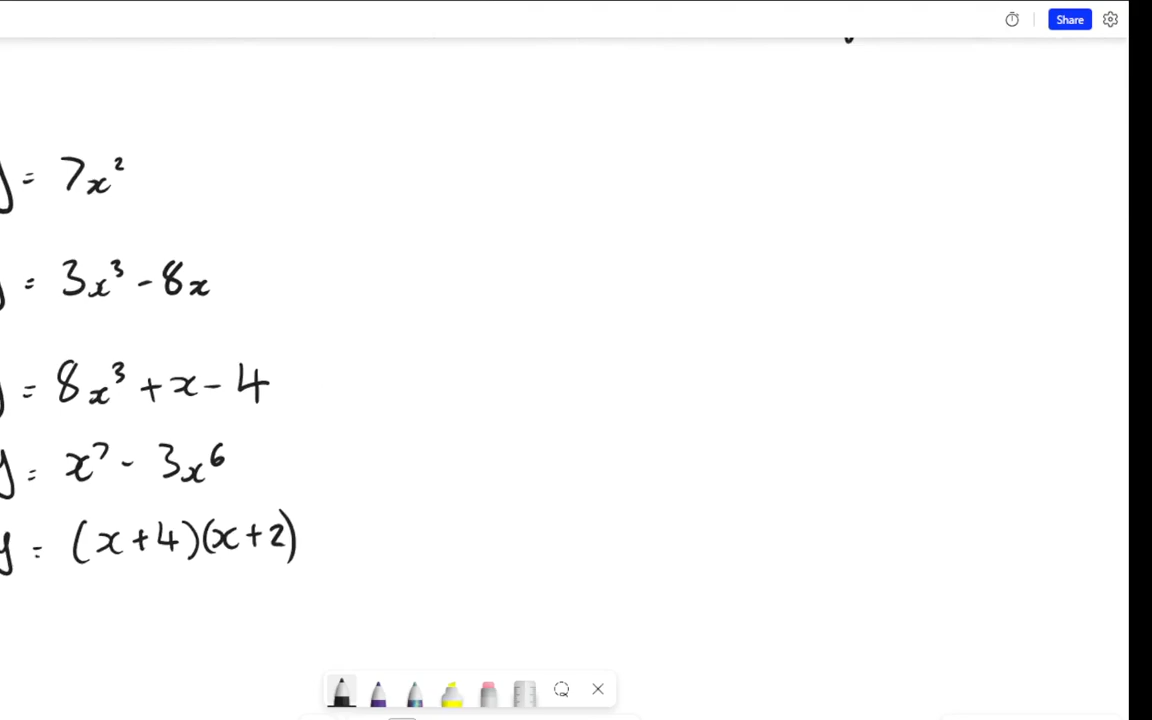 Share
y = 7x²
y = 3x³ - 8x
y = 8x³ + x - 4
y = x⁷ - 3x⁶
y = (x+4)(x+2)